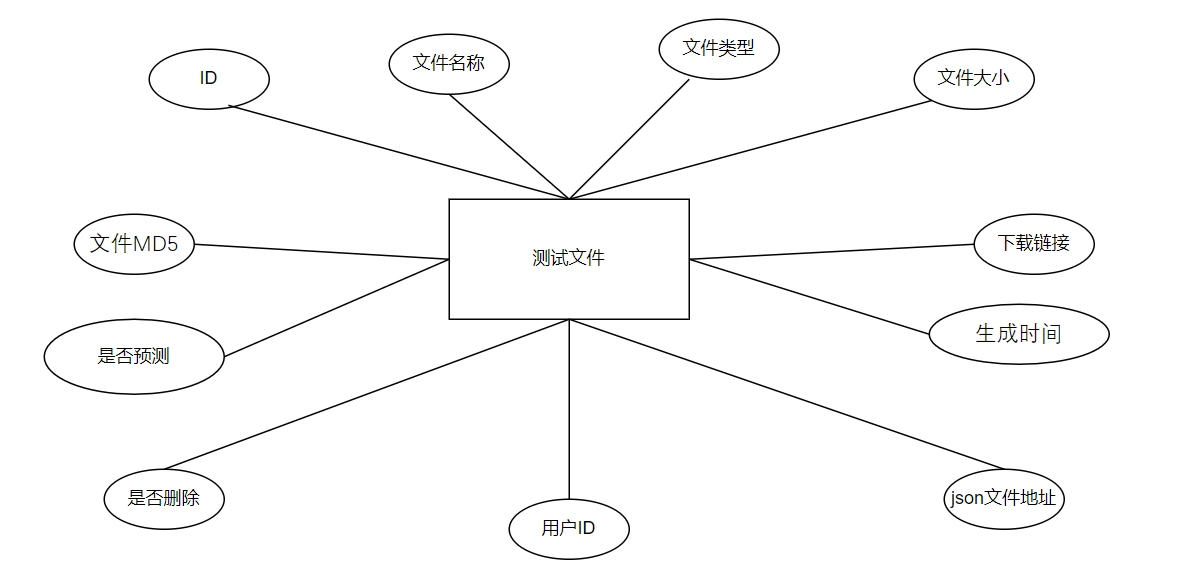 ID
文件名称
文件类型
文件大小
文件MD5
测试文件
下载链接
是否预测
生成时间
是否删除
用户ID
json文件地址